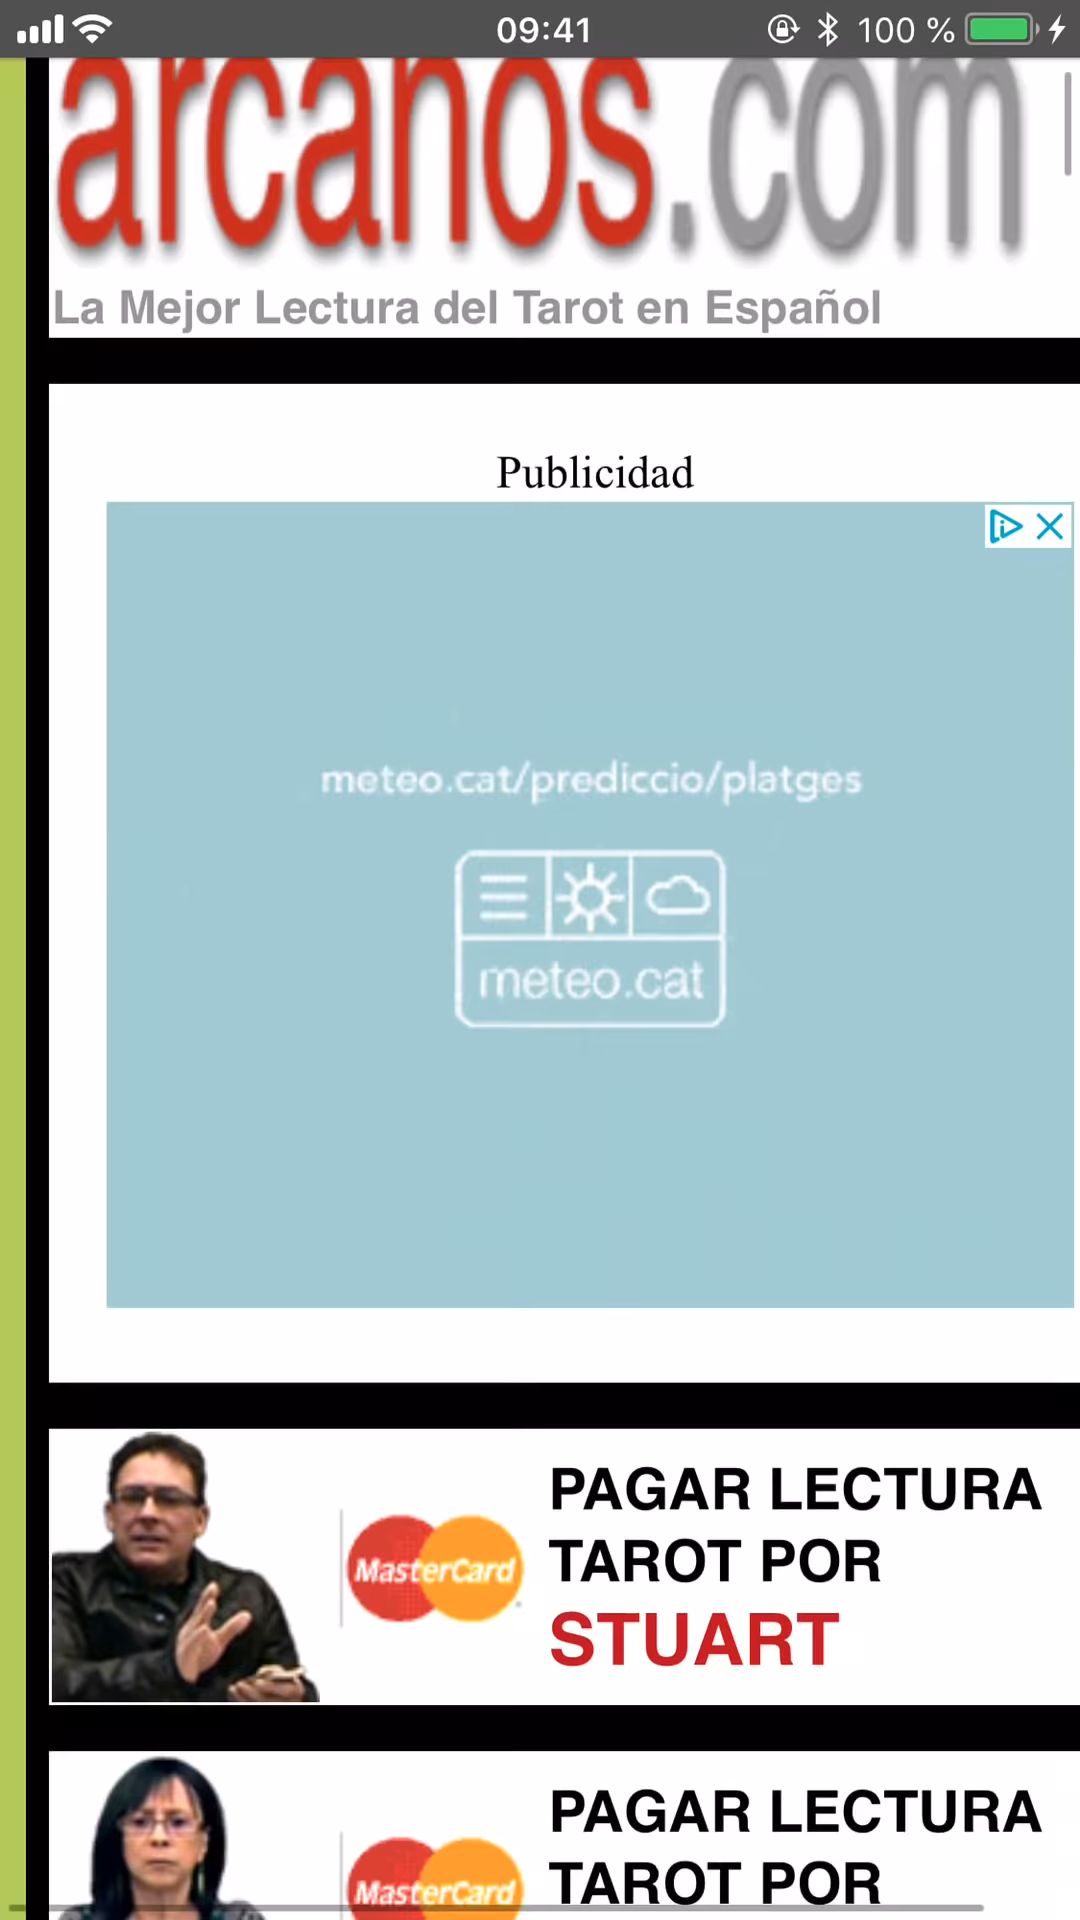 09:41
100 %
arcanos.com
La Mejor Lectura del Tarot en Español
Publicidad
meteo.cat/prediccio/platges
meteo.cat
MasterCard
PAGAR LECTURA
TAROT POR
STUART
MasterCard
PAGAR LECTURA
TAROT POR